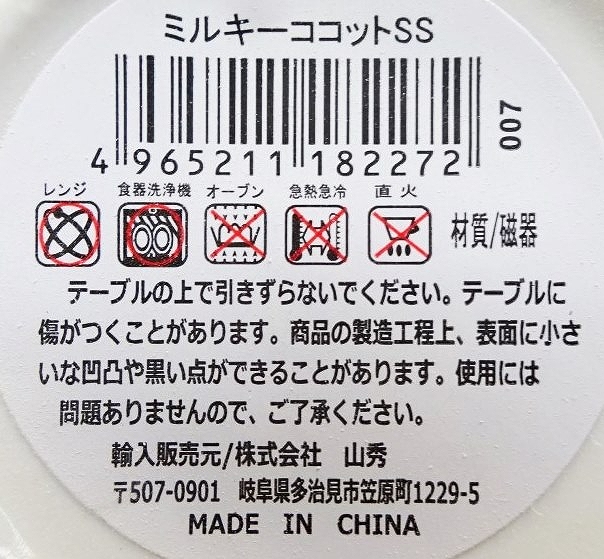 ミルキーココットSS
007
4 965211 182272
レンジ 食器洗浄機 オーブン 急熱急冷 直火
材質/磁器
テーブルの上で引きずらないでください。テーブルに
傷がつくことがあります。商品の製造工程上、表面に小さ
いな凹凸や黒い点ができることがあります。使用には
問題ありませんので、ご了承ください。
輸入販売元/株式会社 山秀
〒507-0901 岐阜県多治見市笠原町1229-5
MADE IN CHINA